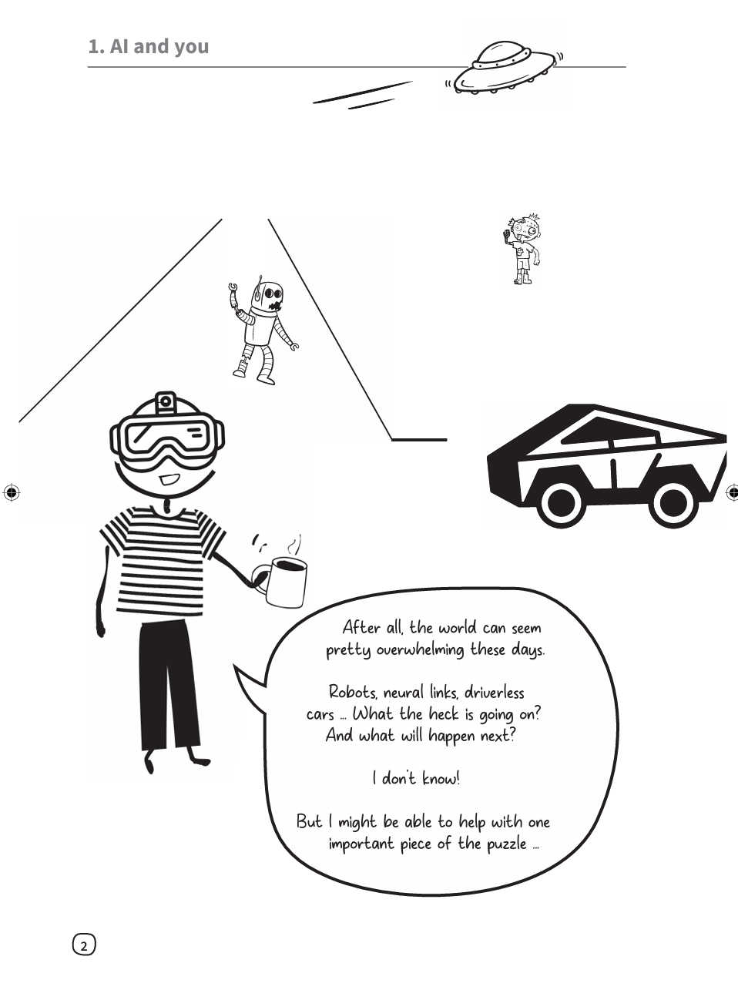 1. AI and you
After all, the world can seem
pretty overwhelming these days.
Robots, neural links, driverless
cars ... What the heck is going on?
And what will happen next?
I don't know!
But I might be able to help with one
important piece of the puzzle ...
2